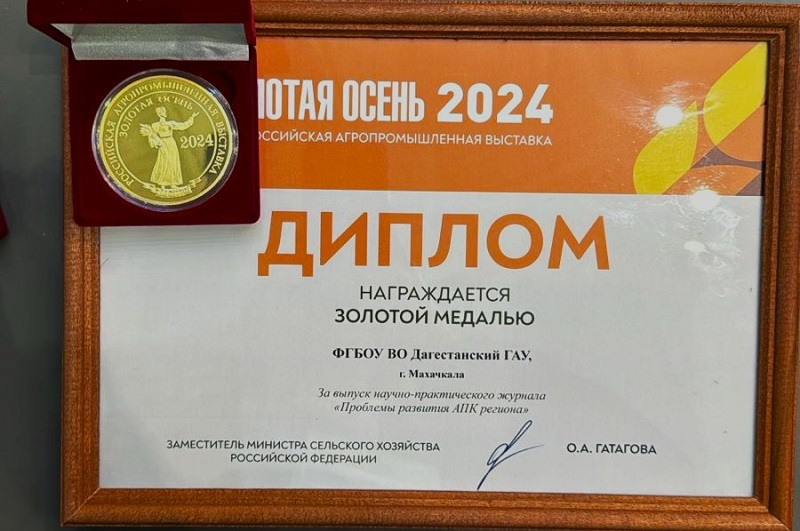 РОССИЙСКАЯ АГРОПРОМЫШЛЕННАЯ ВЫСТАВКА
ЗОЛОТАЯ ОСЕНЬ
2024
ЛОТАЯ ОСЕНЬ 2024
ОССИЙСКАЯ АГРОПРОМЫШЛЕННАЯ ВЫСТАВКА
ДИПЛОМ
НАГРАЖДАЕТСЯ
ЗОЛОТОЙ МЕДАЛЬЮ
ФГБОУ ВО Дагестанский ГАУ,
г. Махачкала
За выпуск научно-практического журнала
«Проблемы развития АПК региона»
ЗАМЕСТИТЕЛЬ МИНИСТРА СЕЛЬСКОГО ХОЗЯЙСТВА
РОССИЙСКОЙ ФЕДЕРАЦИИ
О.А. ГАТАГОВА